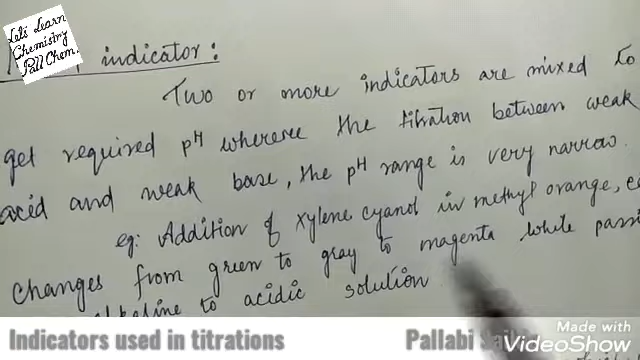 Let's Learn
Chemistry
Pall Chem.
indicator:
Two or more indicators are mixed to
get required pH wherene the titration between weak
acid and weak base, the pH range is very narrow.
eg: Addition of xylene cyanol in methyl orange,
changes from green to gray to magenta while passi
alkaline to acidic solution
Indicators used in titrations
Pallabi
Made with
VideoShow